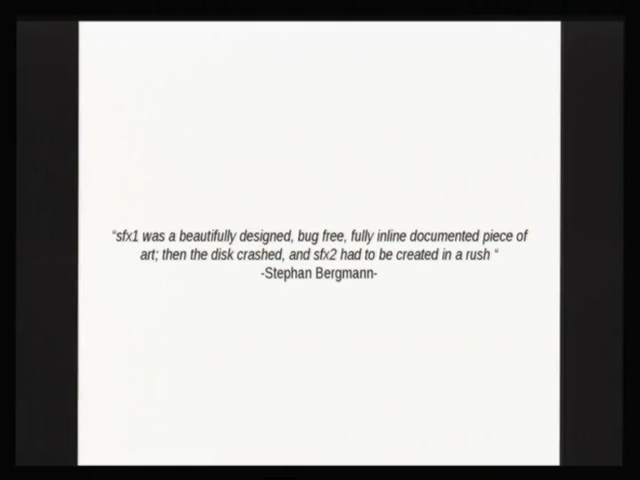 “sfx1 was a beautifully designed, bug free, fully inline documented piece of
art; then the disk crashed, and sfx2 had to be created in a rush “
-Stephan Bergmann-